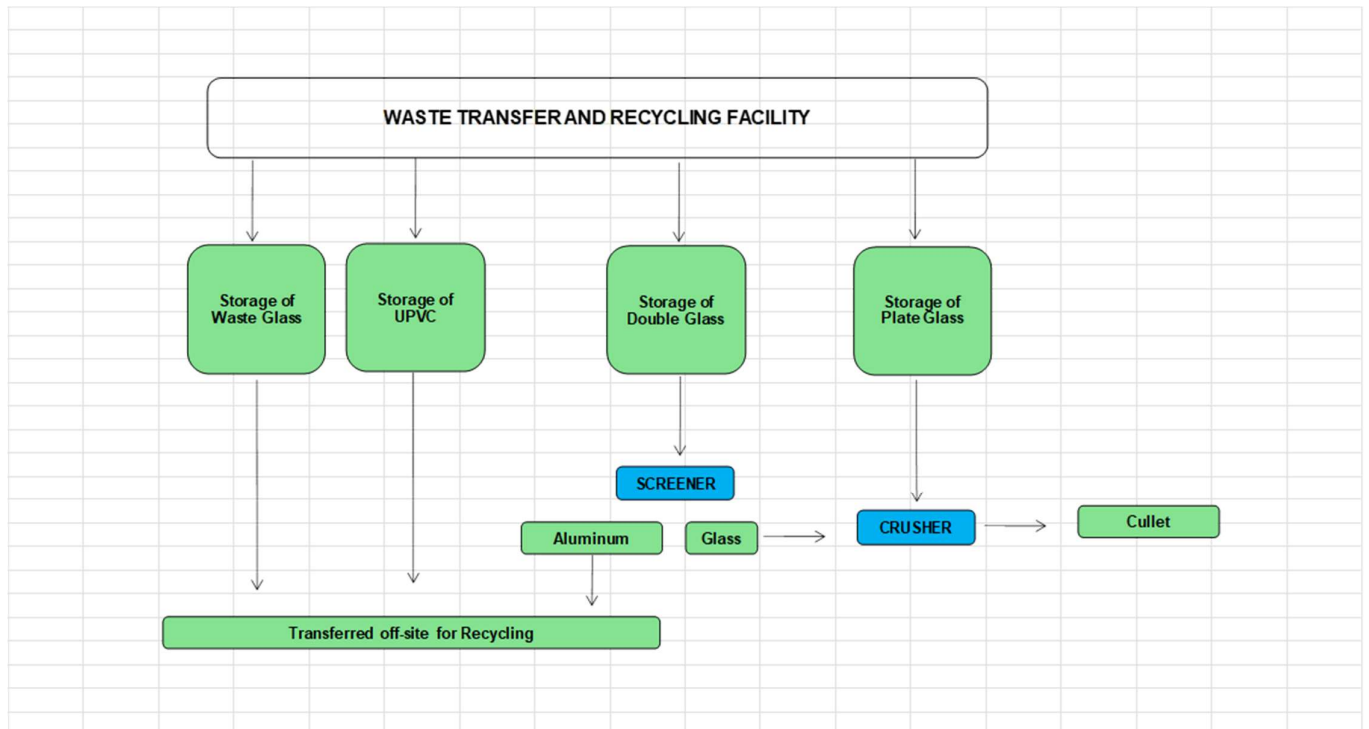 WASTE TRANSFER AND RECYCLING FACILITY
Storage of
Waste Glass
Storage of
UPVC
Storage of
Double Glass
Storage of
Plate Glass
SCREENER
Aluminum
Glass
CRUSHER
Cullet
Transferred off-site for Recycling